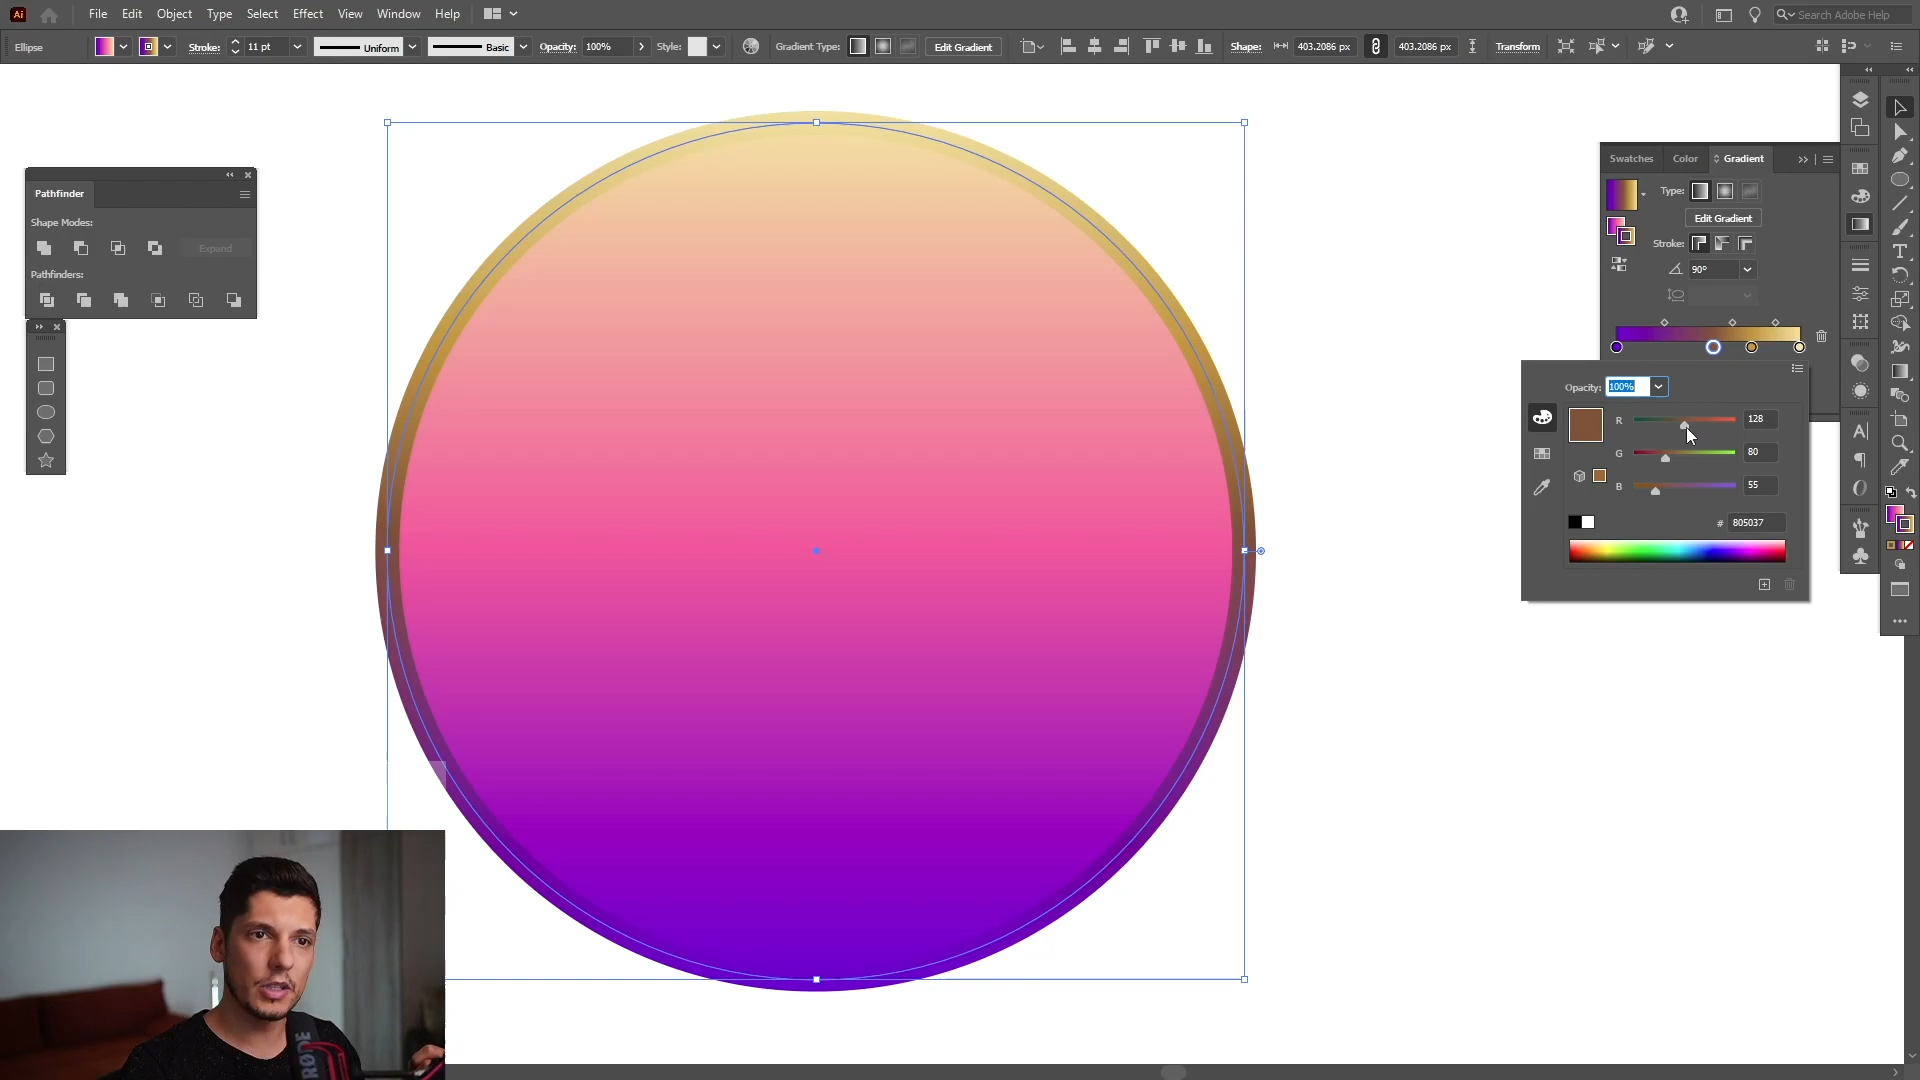 Ai File Edit Object Type Select Effect View Window Help Search Adobe Help
Ellipse Stroke: 11 pt Uniform Basic Opacity: 100% Style: Gradient Type: Edit Gradient Shape: 403.2086 px 403.2086 px Transform
Pathfinder
Shape Modes:
Expand
Pathfinders:
Swatches Color Gradient
Type:
Edit Gradient
Stroke:
90°
Opacity: 100%
R 128
G 80
B 55
# 805037
RODE